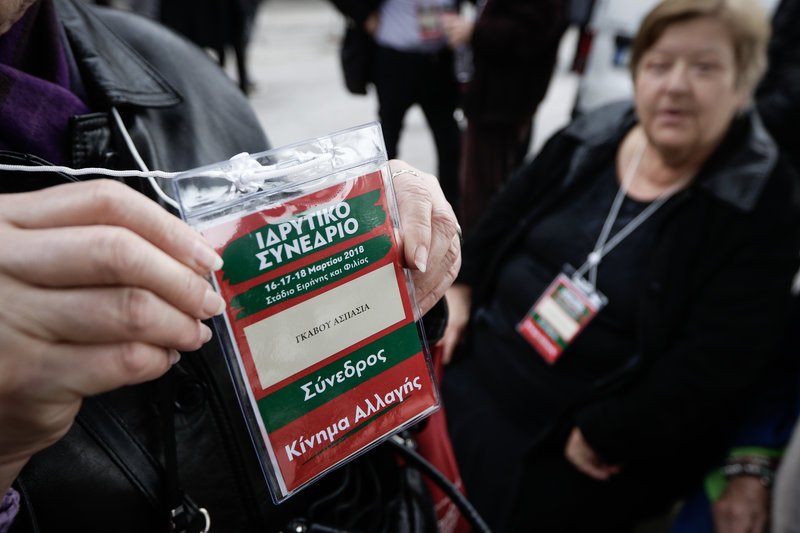 ΙΔΡΥΤΙΚΟ
ΣΥΝΕΔΡΙΟ
16-17-18 Μαρτίου 2018
Στάδιο Ειρήνης και Φιλίας
ΓΚΑΒΟΥ ΑΣΠΑΣΙΑ
Σύνεδρος
Κίνημα Αλλαγής